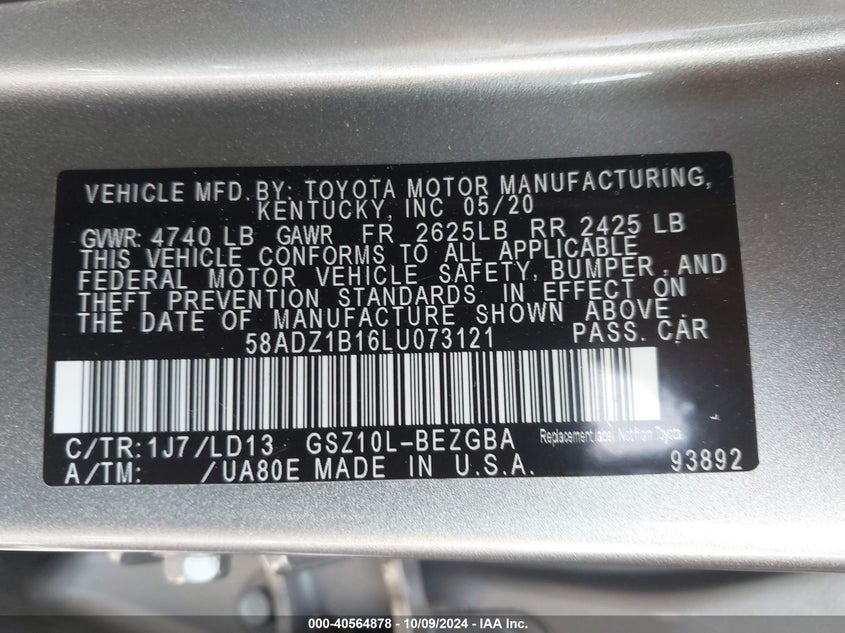 VEHICLE MFD. BY: TOYOTA MOTOR MANUFACTURING,
KENTUCKY, INC 05/20
GVWR: 4740 LB GAWR FR 2625LB RR 2425 LB
THIS VEHICLE CONFORMS TO ALL APPLICABLE
FEDERAL MOTOR VEHICLE SAFETY, BUMPER, AND
THEFT PREVENTION STANDARDS IN EFFECT ON
THE DATE OF MANUFACTURE SHOWN ABOVE.
58ADZ1B16LU073121 PASS. CAR
C/TR: 1J7 /LD13 GSZ10L-BEZGBA Replacement label Not from Toyota
A/TM: /UA80E MADE IN U.S.A. 93892
000-40564878 - 10/09/2024 - IAA Inc.